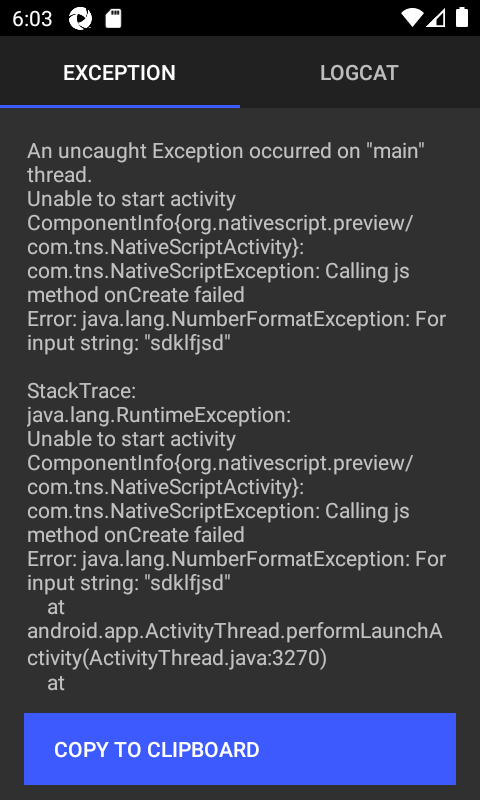 6:03
EXCEPTION
LOGCAT
An uncaught Exception occurred on "main"
thread.
Unable to start activity
ComponentInfo{org.nativescript.preview/
com.tns.NativeScriptActivity}:
com.tns.NativeScriptException: Calling js
method onCreate failed
Error: java.lang.NumberFormatException: For
input string: "sdklfjsd"
StackTrace:
java.lang.RuntimeException:
Unable to start activity
ComponentInfo{org.nativescript.preview/
com.tns.NativeScriptActivity}:
com.tns.NativeScriptException: Calling js
method onCreate failed
Error: java.lang.NumberFormatException: For
input string: "sdklfjsd"
at
android.app.ActivityThread.performLaunchA
ctivity(ActivityThread.java:3270)
at
COPY TO CLIPBOARD